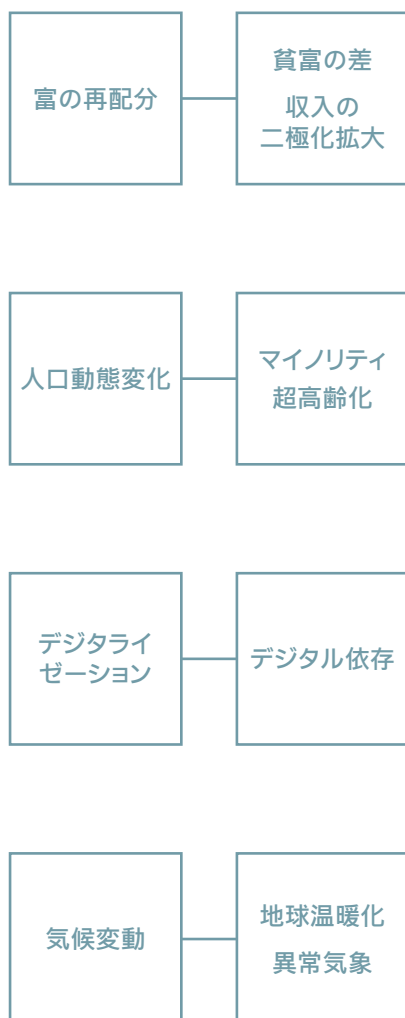 富の再配分
貧富の差
収入の
二極化拡大
人口動態変化
マイノリティ
超高齢化
デジタライ
ゼーション
デジタル依存
気候変動
地球温暖化
異常気象